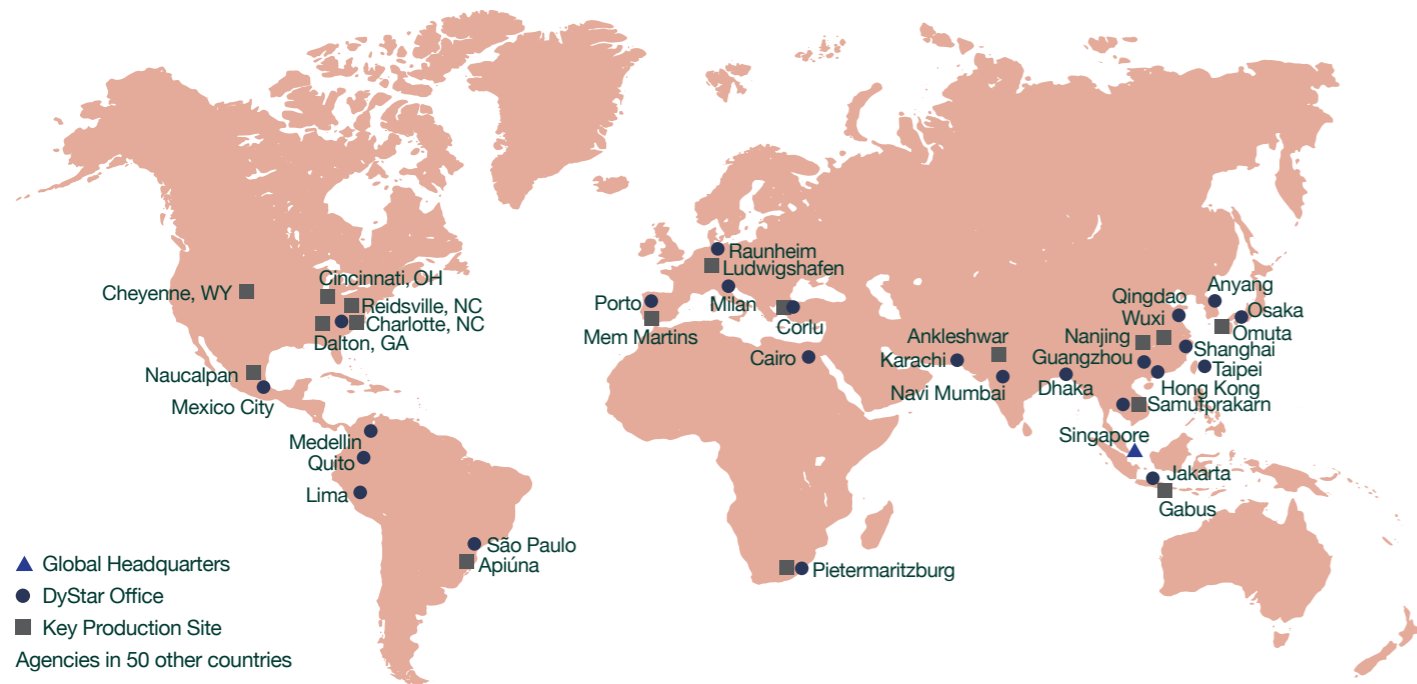 Cheyenne, WY
Cincinnati, OH
Reidsville, NC
Charlotte, NC
Dalton, GA
Naucalpan
Mexico City
Medellin
Quito
Lima
São Paulo
Apiúna
Raunheim
Ludwigshafen
Porto
Milan
Mem Martins
Corlu
Cairo
Pietermaritzburg
Ankleshwar
Karachi
Navi Mumbai
Dhaka
Anyang
Qingdao
Osaka
Wuxi
Omuta
Nanjing
Shanghai
Guangzhou
Taipei
Hong Kong
Samutprakarn
Singapore
Jakarta
Gabus
Global Headquarters
DyStar Office
Key Production Site
Agencies in 50 other countries